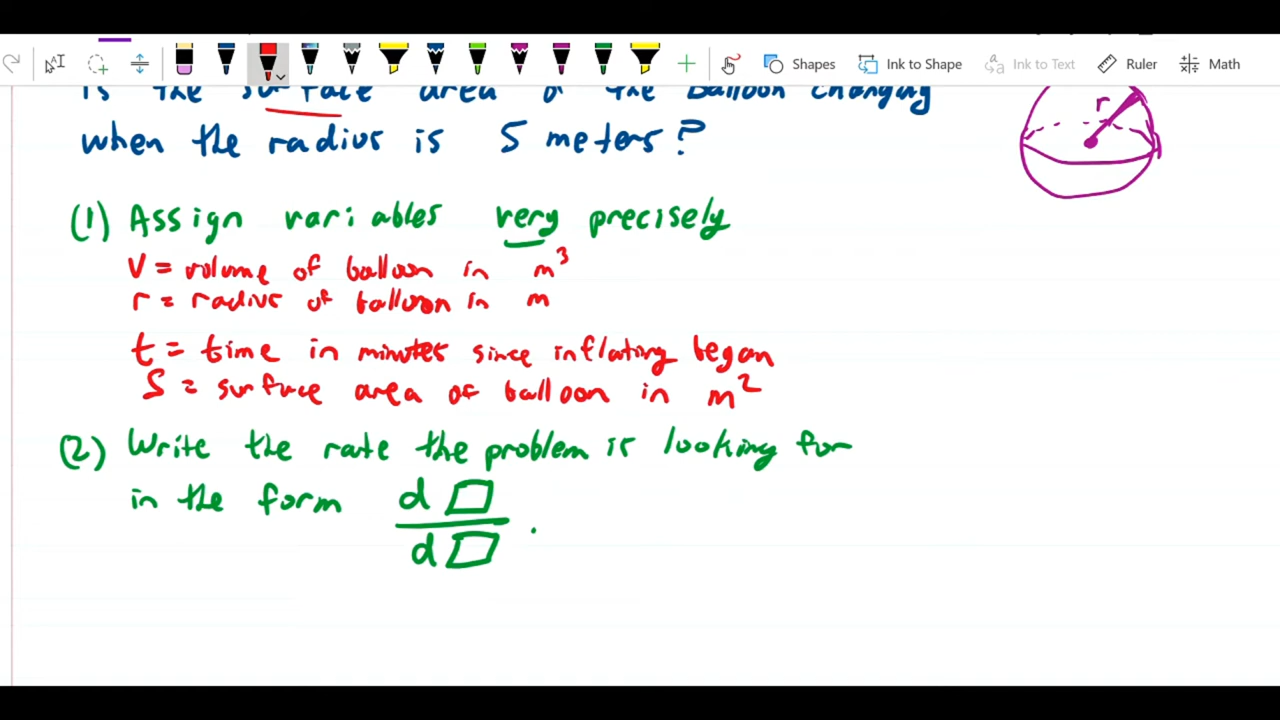 Shapes Ink to Shape Ink to Text Ruler Math
is the surface area of the balloon changing
when the radius is 5 meters?
r
(1) Assign variables very precisely
V = volume of balloon in m³
r = radius of balloon in m
t = time in minutes since inflating began
S = surface area of balloon in m²
(2) Write the rate the problem is looking for
in the form d□/d□.